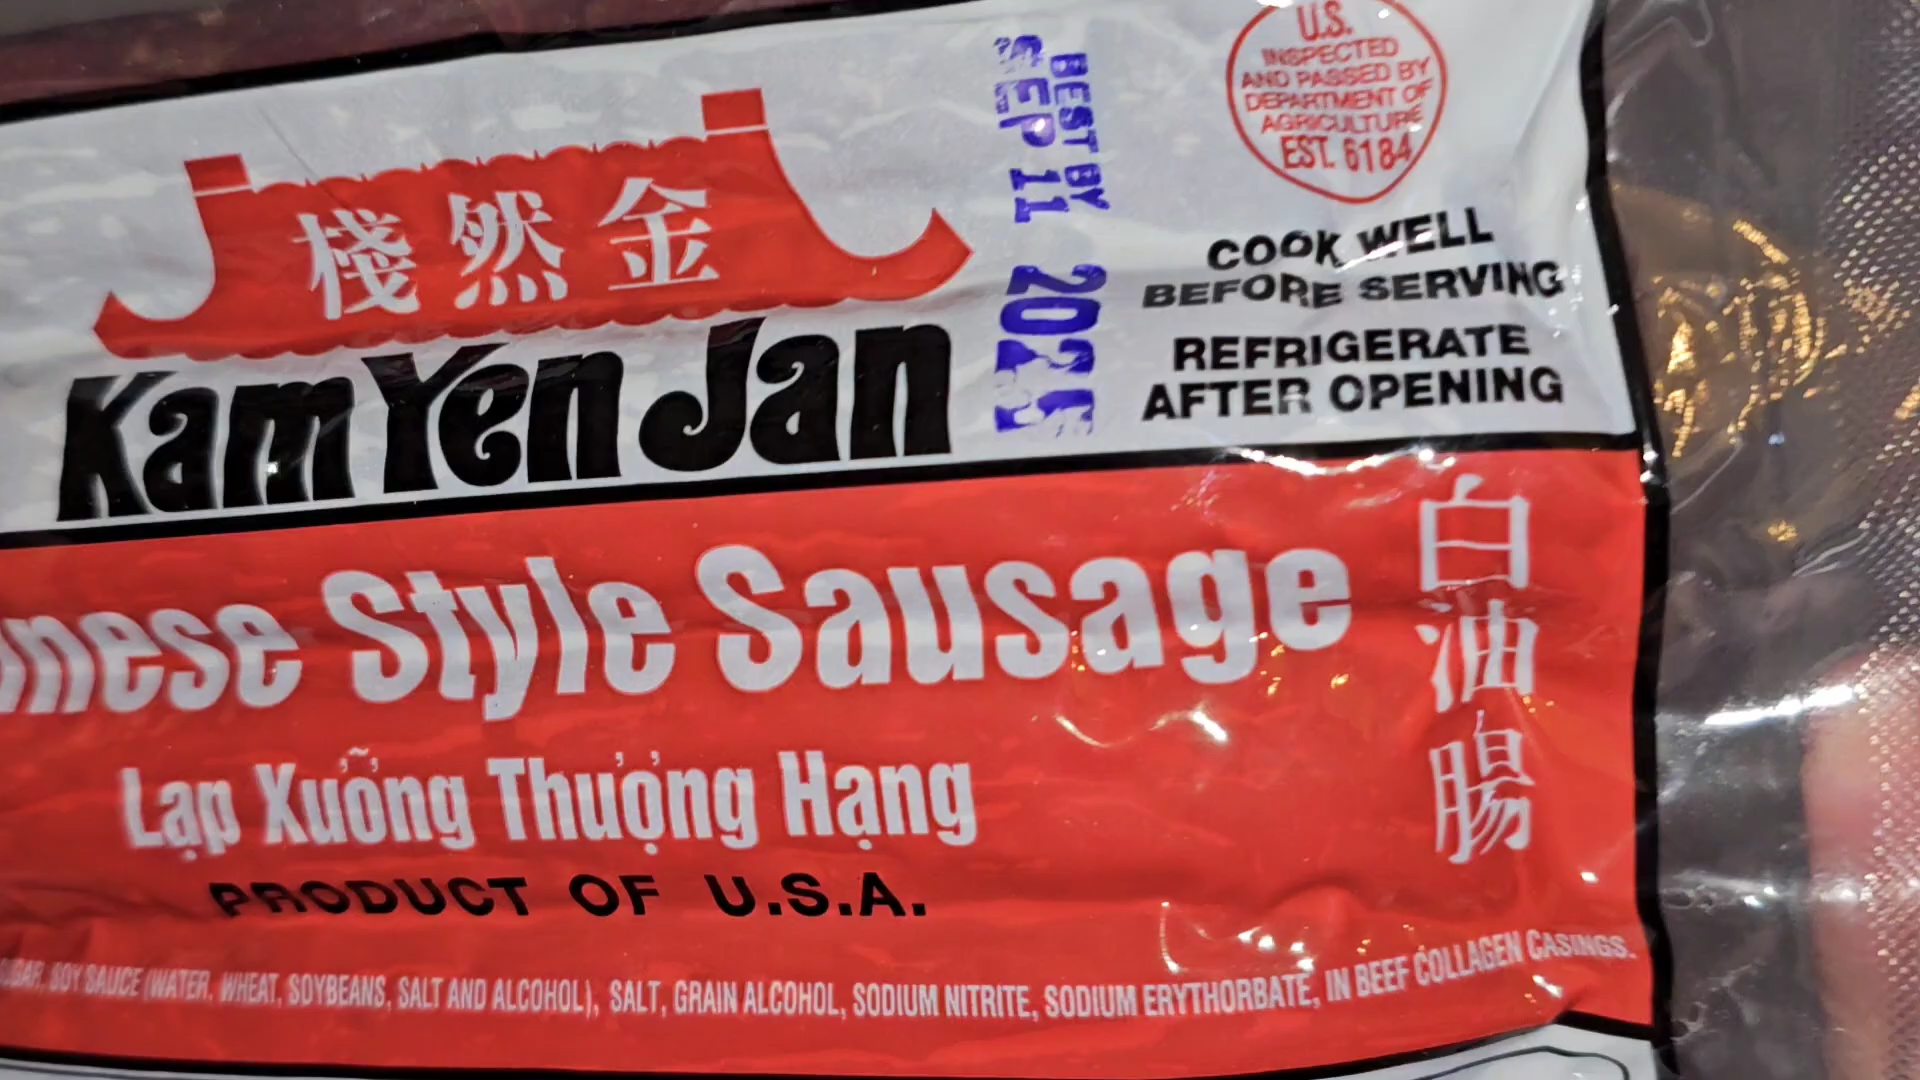 金然棧
Kam Yen Jan
BEST BY
SEP 11 2025
U.S.
INSPECTED
AND PASSED BY
DEPARTMENT OF
AGRICULTURE
EST. 6184
COOK WELL
BEFORE SERVING
REFRIGERATE
AFTER OPENING
nese Style Sausage
白油腸
Lạp Xưởng Thượng Hạng
PRODUCT OF U.S.A.
SOY SAUCE (WATER, WHEAT, SOYBEANS, SALT AND ALCOHOL), SALT, GRAIN ALCOHOL, SODIUM NITRITE, SODIUM ERYTHORBATE, IN BEEF COLLAGEN CASINGS.